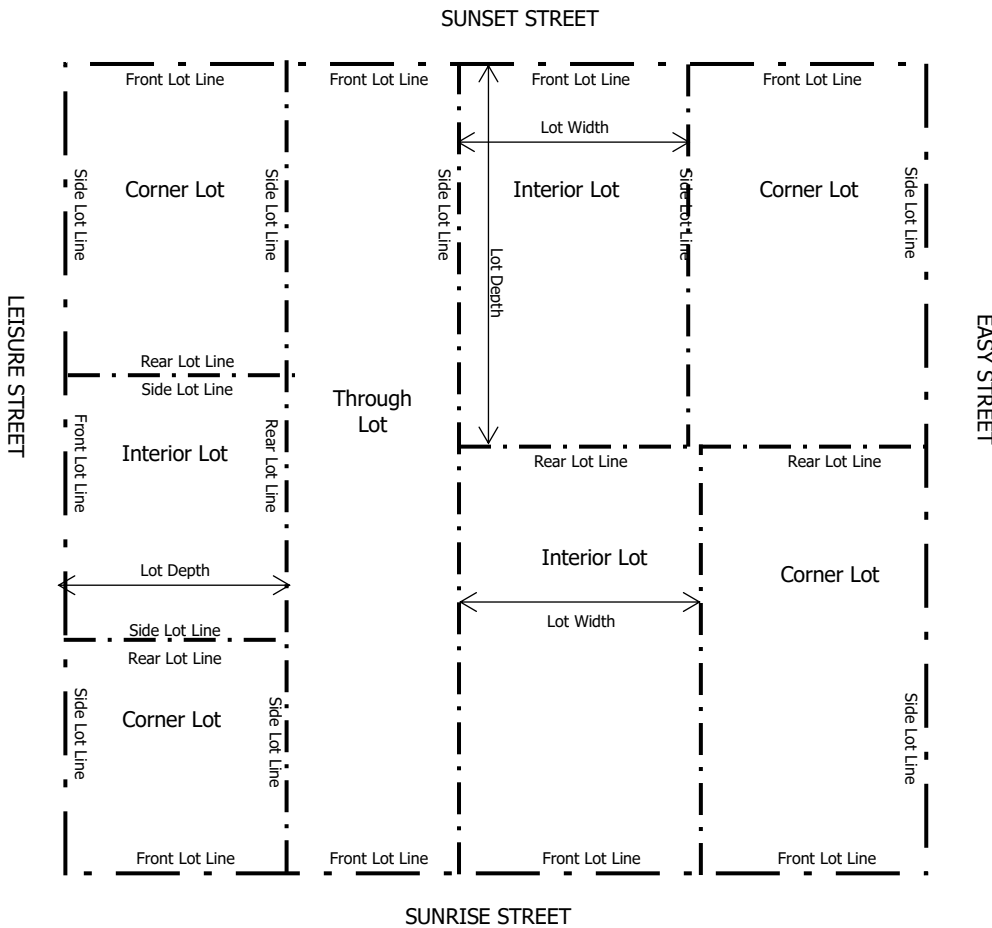 SUNSET STREET
Front Lot Line
Front Lot Line
Front Lot Line
Front Lot Line
Lot Width
Side Lot Line
Corner Lot
Side Lot Line
Side Lot Line
Interior Lot
Side Lot Line
Corner Lot
Side Lot Line
Lot Depth
LEISURE STREET
EASY STREET
Rear Lot Line
Side Lot Line
Through
Lot
Front Lot Line
Interior Lot
Rear Lot Line
Rear Lot Line
Rear Lot Line
Lot Depth
Interior Lot
Corner Lot
Lot Width
Side Lot Line
Rear Lot Line
Side Lot Line
Corner Lot
Side Lot Line
Side Lot Line
Front Lot Line
Front Lot Line
Front Lot Line
Front Lot Line
SUNRISE STREET